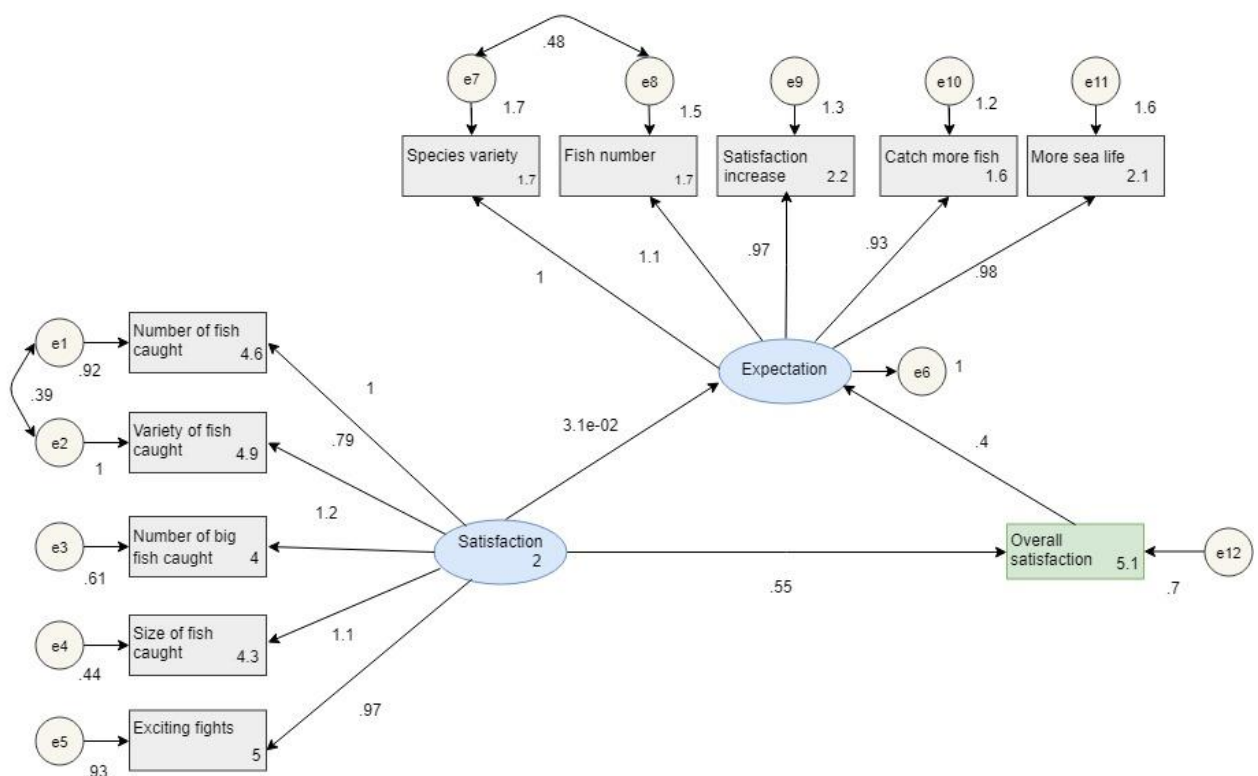 .48
e7
e8
e9
e10
e11
1.7
1.5
1.3
1.2
1.6
Species variety
1.7
Fish number
1.7
Satisfaction
increase
2.2
Catch more fish
1.6
More sea life
2.1
1
1.1
.97
.93
.98
e1
.92
Number of fish
caught
4.6
.39
e2
1
Variety of fish
caught
4.9
e3
.61
Number of big
fish caught
4
e4
.44
Size of fish
caught
4.3
e5
.93
Exciting fights
5
1
.79
1.2
1.1
.97
Satisfaction
2
3.1e-02
Expectation
e6
1
.4
.55
Overall
satisfaction
5.1
e12
.7